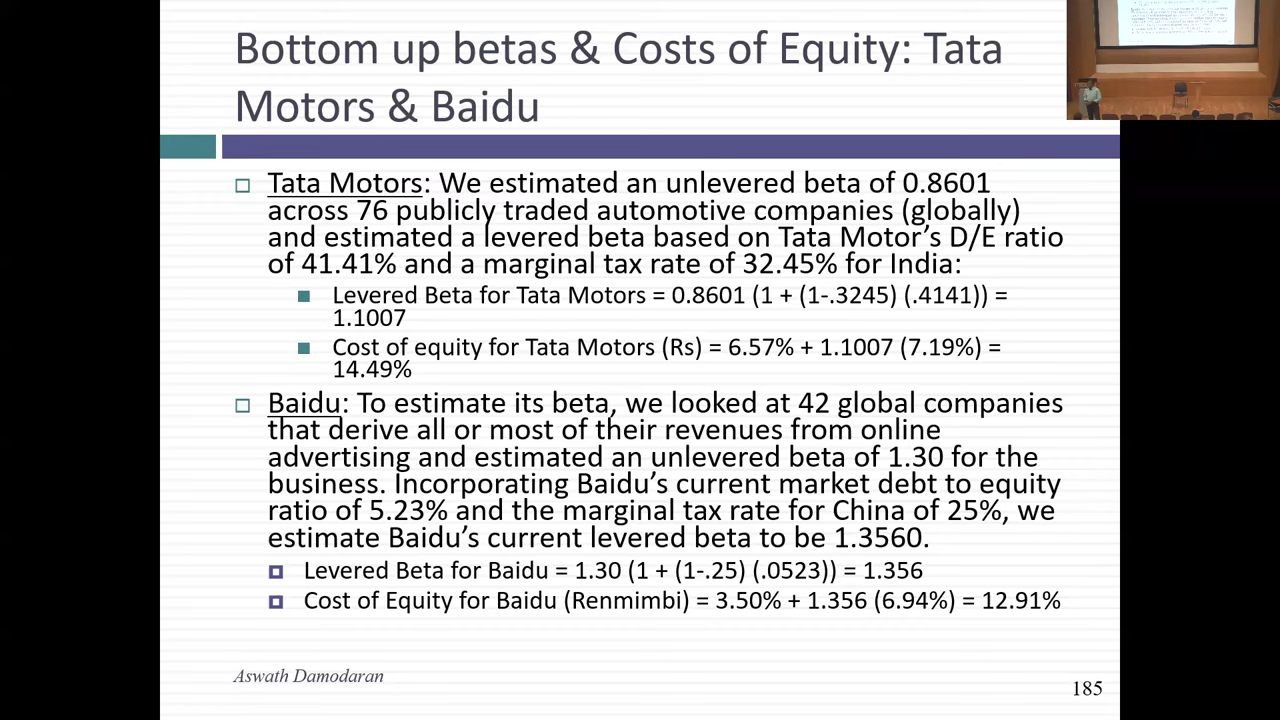 Bottom up betas & Costs of Equity: Tata
Motors & Baidu
Tata Motors: We estimated an unlevered beta of 0.8601
across 76 publicly traded automotive companies (globally)
and estimated a levered beta based on Tata Motor’s D/E ratio
of 41.41% and a marginal tax rate of 32.45% for India:
Levered Beta for Tata Motors = 0.8601 (1 + (1-.3245) (.4141)) =
1.1007
Cost of equity for Tata Motors (Rs) = 6.57% + 1.1007 (7.19%) =
14.49%
Baidu: To estimate its beta, we looked at 42 global companies
that derive all or most of their revenues from online
advertising and estimated an unlevered beta of 1.30 for the
business. Incorporating Baidu’s current market debt to equity
ratio of 5.23% and the marginal tax rate for China of 25%, we
estimate Baidu’s current levered beta to be 1.3560.
Levered Beta for Baidu = 1.30 (1 + (1-.25) (.0523)) = 1.356
Cost of Equity for Baidu (Renmimbi) = 3.50% + 1.356 (6.94%) = 12.91%
Aswath Damodaran
185